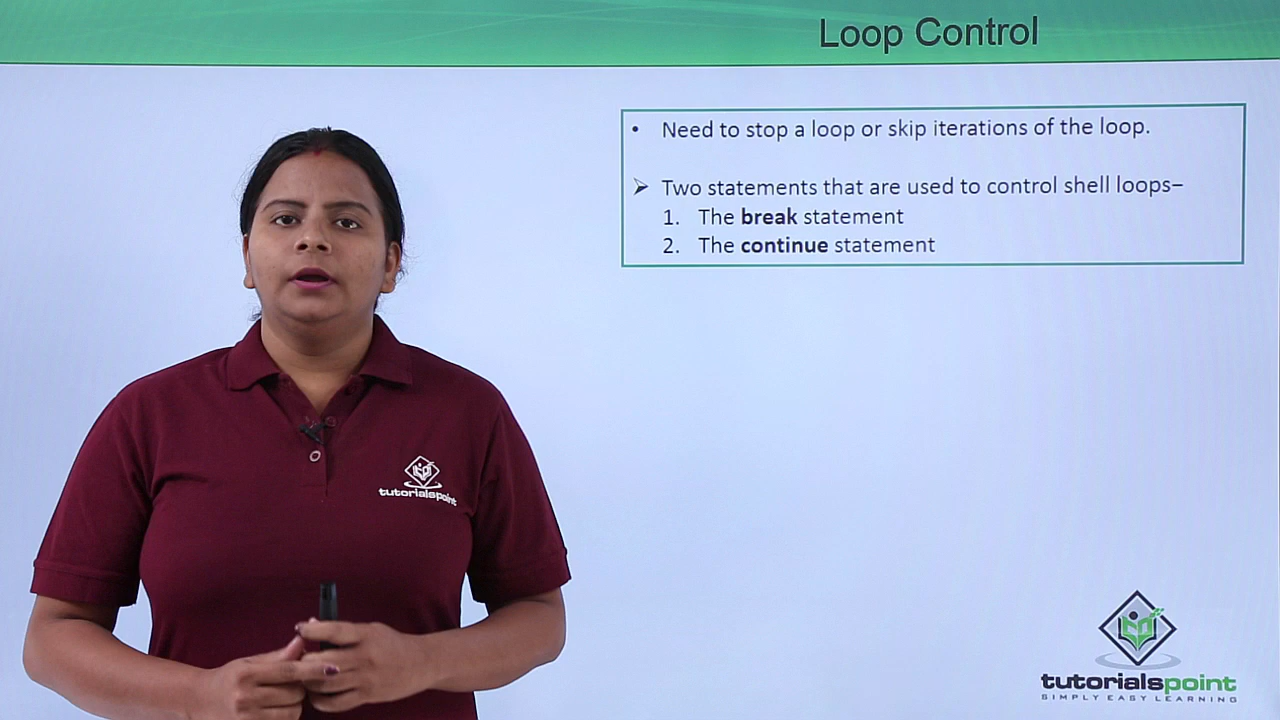 Loop Control
• Need to stop a loop or skip iterations of the loop.
➢ Two statements that are used to control shell loops–
1. The break statement
2. The continue statement
tutorialspoint
tutorialspoint
SIMPLY EASY LEARNING